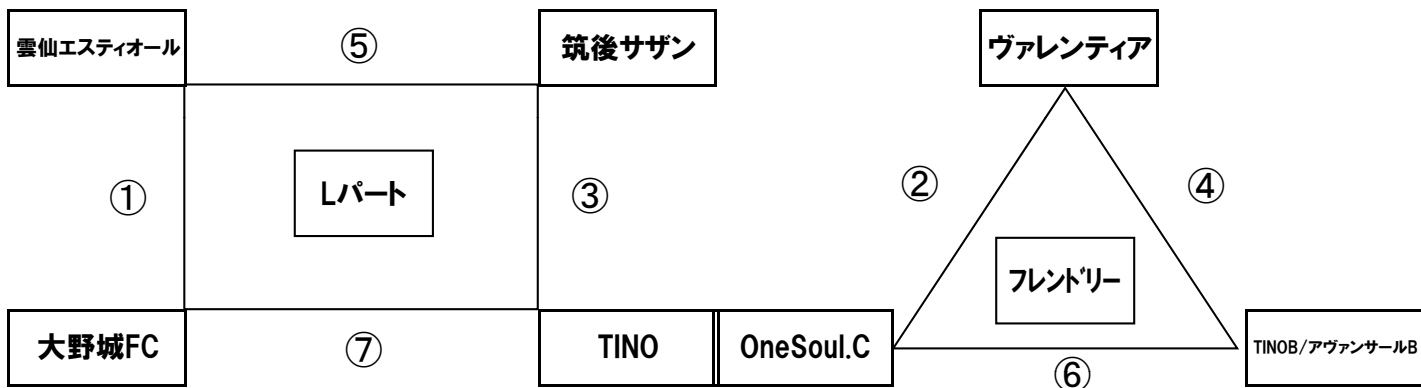 雲仙エスティオール
⑤
筑後サザン
ヴァレンティア
①
Lパート
③
②
④
フレンドリー
大野城FC
⑦
TINO
OneSoul.C
⑥
TINOB/アヴァンサールB